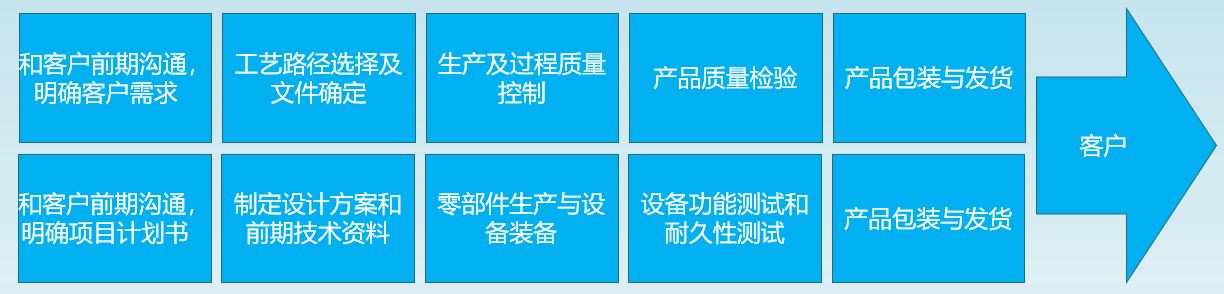 和客户前期沟通，
明确客户需求
工艺路径选择及
文件确定
生产及过程质量
控制
产品质量检验
产品包装与发货
和客户前期沟通，
明确项目计划书
制定设计方案和
前期技术资料
零部件生产与设
备装备
设备功能测试和
耐久性测试
产品包装与发货
客户